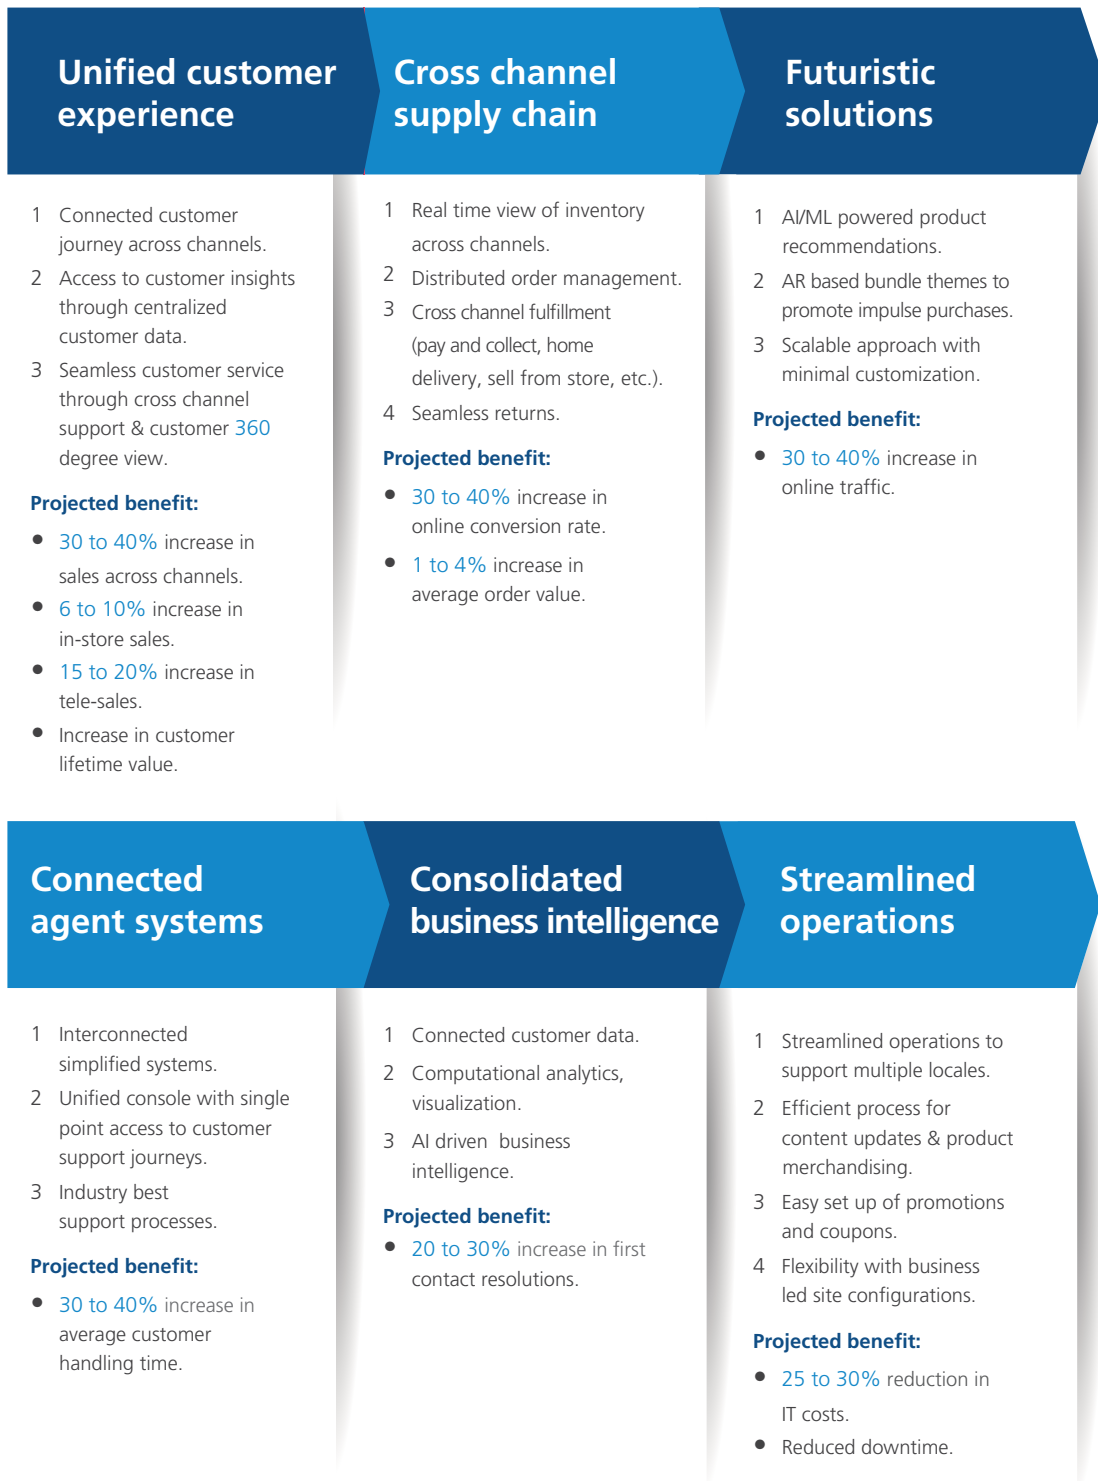 Unified customer
experience
1 Connected customer
journey across channels.
2 Access to customer insights
through centralized
customer data.
3 Seamless customer service
through cross channel
support & customer 360
degree view.
Projected benefit:
● 30 to 40% increase in
sales across channels.
● 6 to 10% increase in
in-store sales.
● 15 to 20% increase in
tele-sales.
● Increase in customer
lifetime value.
Cross channel
supply chain
1 Real time view of inventory
across channels.
2 Distributed order management.
3 Cross channel fulfillment
(pay and collect, home
delivery, sell from store, etc.).
4 Seamless returns.
Projected benefit:
● 30 to 40% increase in
online conversion rate.
● 1 to 4% increase in
average order value.
Futuristic
solutions
1 AI/ML powered product
recommendations.
2 AR based bundle themes to
promote impulse purchases.
3 Scalable approach with
minimal customization.
Projected benefit:
● 30 to 40% increase in
online traffic.
Connected
agent systems
1 Interconnected
simplified systems.
2 Unified console with single
point access to customer
support journeys.
3 Industry best
support processes.
Projected benefit:
● 30 to 40% increase in
average customer
handling time.
Consolidated
business intelligence
1 Connected customer data.
2 Computational analytics,
visualization.
3 AI driven business
intelligence.
Projected benefit:
● 20 to 30% increase in first
contact resolutions.
Streamlined
operations
1 Streamlined operations to
support multiple locales.
2 Efficient process for
content updates & product
merchandising.
3 Easy set up of promotions
and coupons.
4 Flexibility with business
led site configurations.
Projected benefit:
● 25 to 30% reduction in
IT costs.
● Reduced downtime.